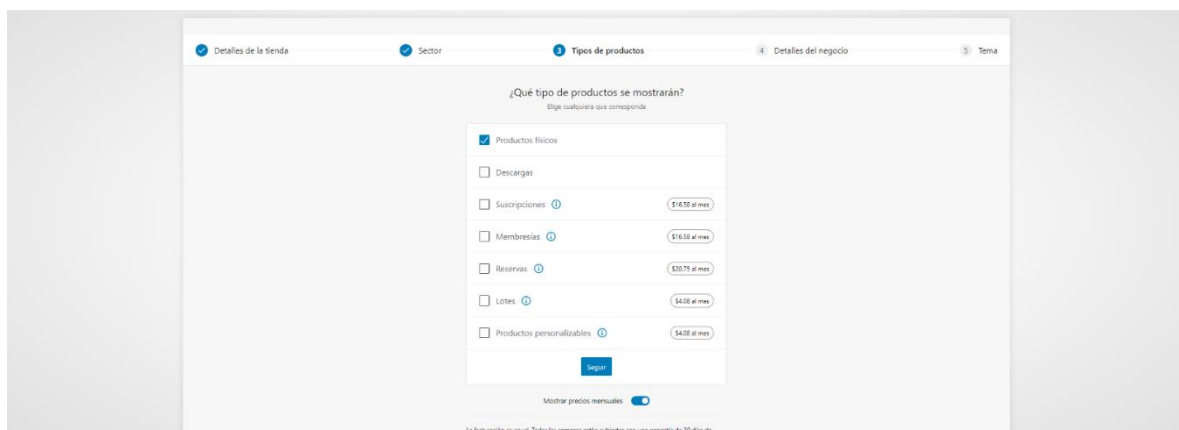 Detalles de la tienda
Sector
3 Tipos de productos
4 Detalles del negocio
5 Tema
¿Qué tipo de productos se mostrarán?
Elige cualquiera que corresponda
Productos físicos
Descargas
Suscripciones $16.58 al mes
Membresías $16.58 al mes
Reservas $20.75 al mes
Lotes $4.08 al mes
Productos personalizables $4.08 al mes
Seguir
Mostrar precios mensuales